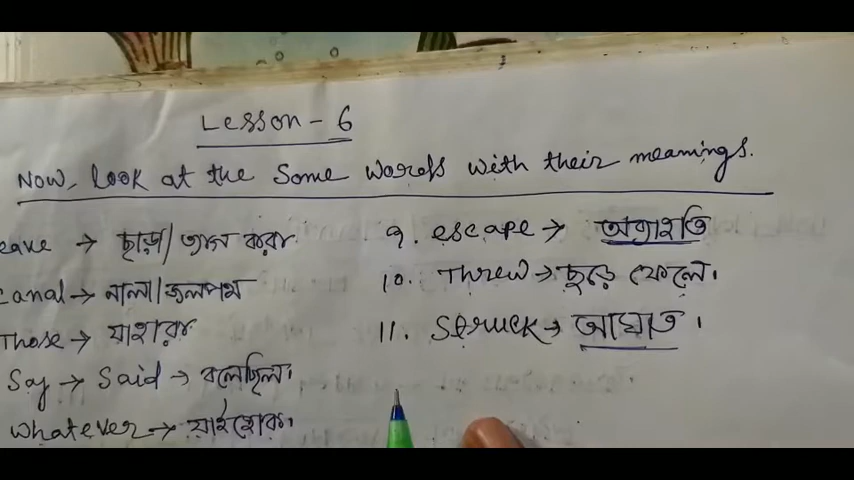 Lesson - 6
Now, look at the Some words with their meanings.
eave → ছাড়া/ত্যাগ করা
canal → নালা/জলপথ
Those → যাহারা
Say → Said → বলেছিল।
Whatever → যাইহোক।
9. escape → অব্যাহতি
10. Threw → ছুড়ে ফেলে।
11. Struck → আঘাত ।